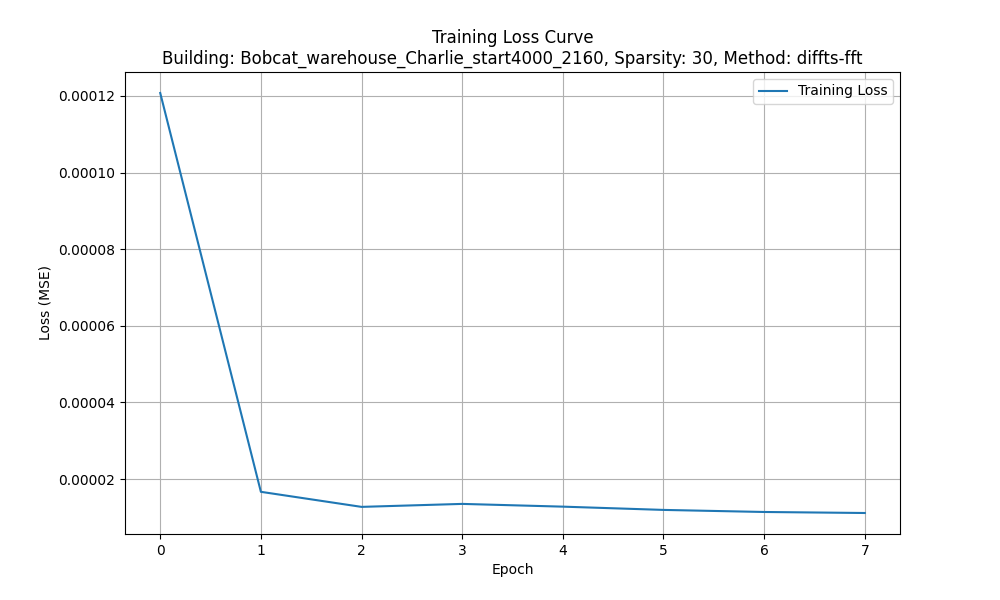 Training Loss Curve
Building: Bobcat_warehouse_Charlie_start4000_2160, Sparsity: 30, Method: diffts-fft
Training Loss
0.00012
0.00010
0.00008
0.00006
0.00004
0.00002
Loss (MSE)
0 1 2 3 4 5 6 7
Epoch